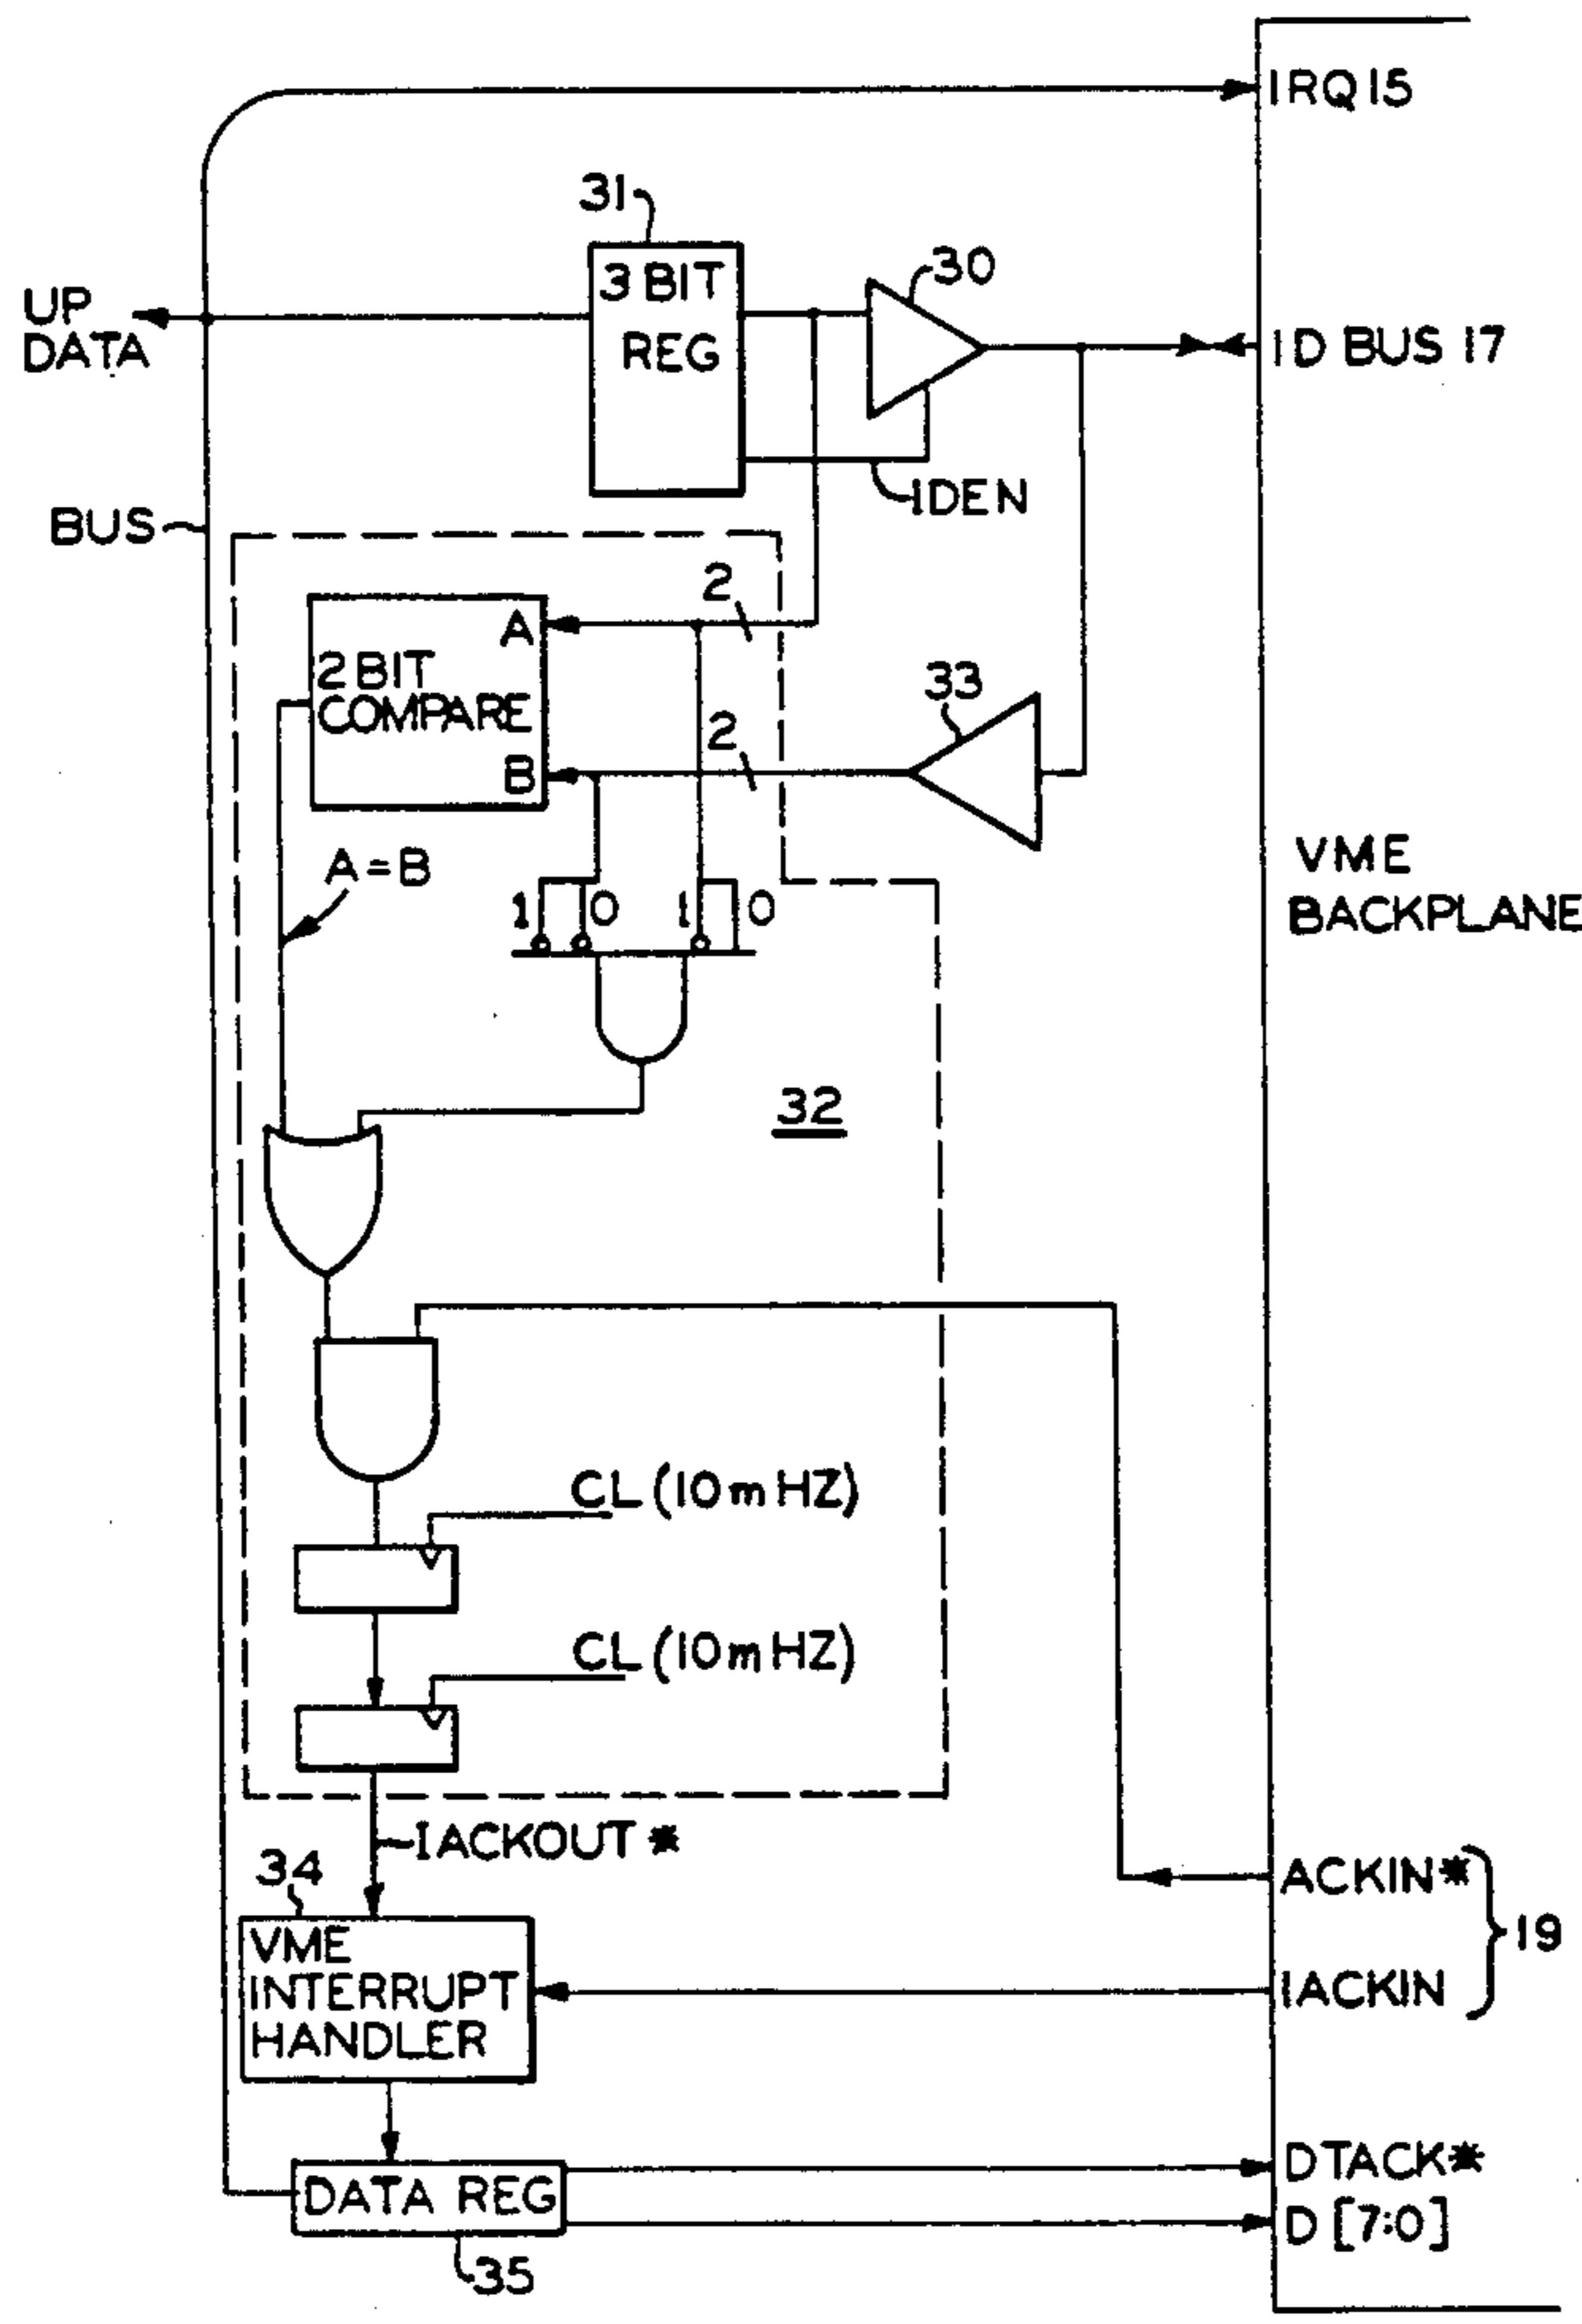 IRQ 15
31
3 BIT
REG
30
UP
DATA
ID BUS 17
IDEN
BUS
2
A
2 BIT
COMPARE
33
2
B
A=B
VME
BACKPLANE
1 0 1 0
32
CL (10mHZ)
CL (10mHZ)
IACKOUT*
34
ACKIN*
19
VME
INTERRUPT
HANDLER
IACKIN
DTACK*
DATA REG
D [7:0]
35